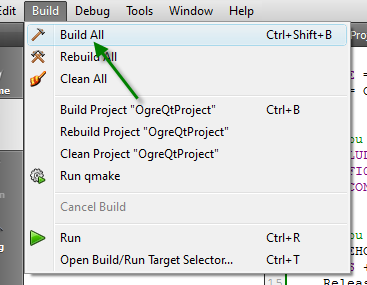 Edit Build Debug Tools Window Help
Build All Ctrl+Shift+B
Rebuild All
Clean All
Build Project "OgreQtProject" Ctrl+B
Rebuild Project "OgreQtProject"
Clean Project "OgreQtProject"
Run qmake
Cancel Build
Run Ctrl+R
Open Build/Run Target Selector... Ctrl+T
15 Releas